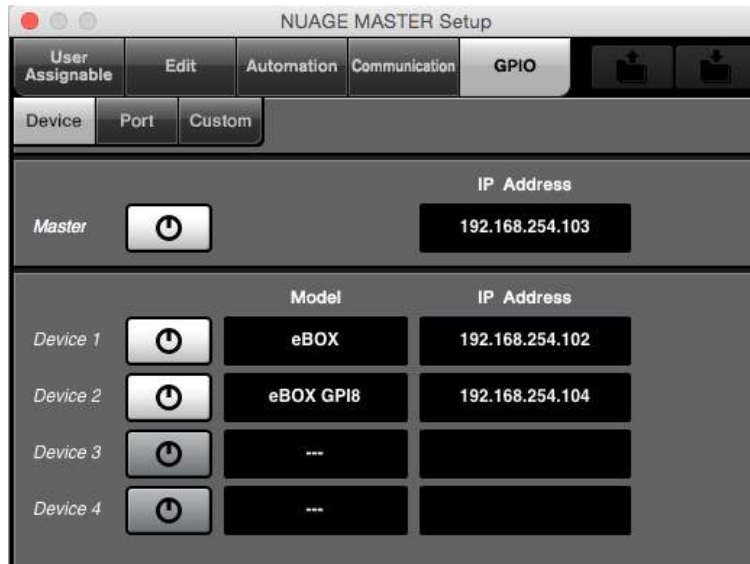 NUAGE MASTER Setup
User Assignable Edit Automation Communication GPIO
Device Port Custom
IP Address
Master 192.168.254.103
Model IP Address
Device 1 eBOX 192.168.254.102
Device 2 eBOX GPI8 192.168.254.104
Device 3 ---
Device 4 ---